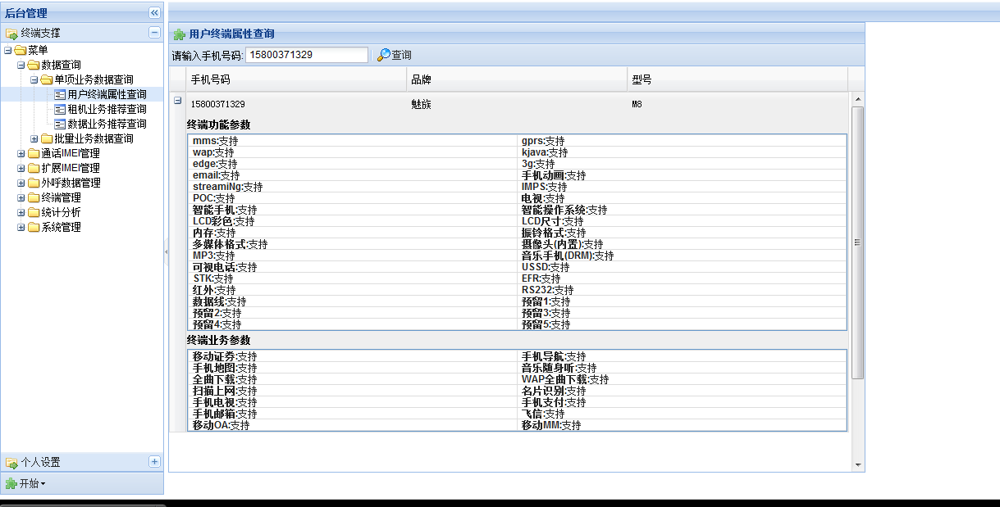 后台管理
终端支撑
菜单
数据查询
单项业务数据查询
用户终端属性查询
租机业务推荐查询
数据业务推荐查询
批量业务数据查询
通话IMEI管理
扩展IMEI管理
外呼数据管理
终端管理
统计分析
系统管理
个人设置
开始
用户终端属性查询
请输入手机号码: 15800371329 查询
手机号码 品牌 型号
15800371329 魅族 M8
终端功能参数
mms:支持 gprs:支持
wap:支持 kjava:支持
edge:支持 3g:支持
email:支持 手机动画:支持
streamiNg:支持 IMPS:支持
POC:支持 电视:支持
智能手机:支持 智能操作系统:支持
LCD彩色:支持 LCD尺寸:支持
内存:支持 振铃格式:支持
多媒体格式:支持 摄像头(内置):支持
MP3:支持 音乐手机(DRM):支持
可视电话:支持 USSD:支持
STK:支持 EFR:支持
红外:支持 RS232:支持
数据线:支持 预留1:支持
预留2:支持 预留3:支持
预留4:支持 预留5:支持
终端业务参数
移动证券:支持 手机导航:支持
手机地图:支持 音乐随身听:支持
全曲下载:支持 WAP全曲下载:支持
扫描上网:支持 名片识别:支持
手机电视:支持 手机支付:支持
手机邮箱:支持 飞信:支持
移动OA:支持 移动MM:支持